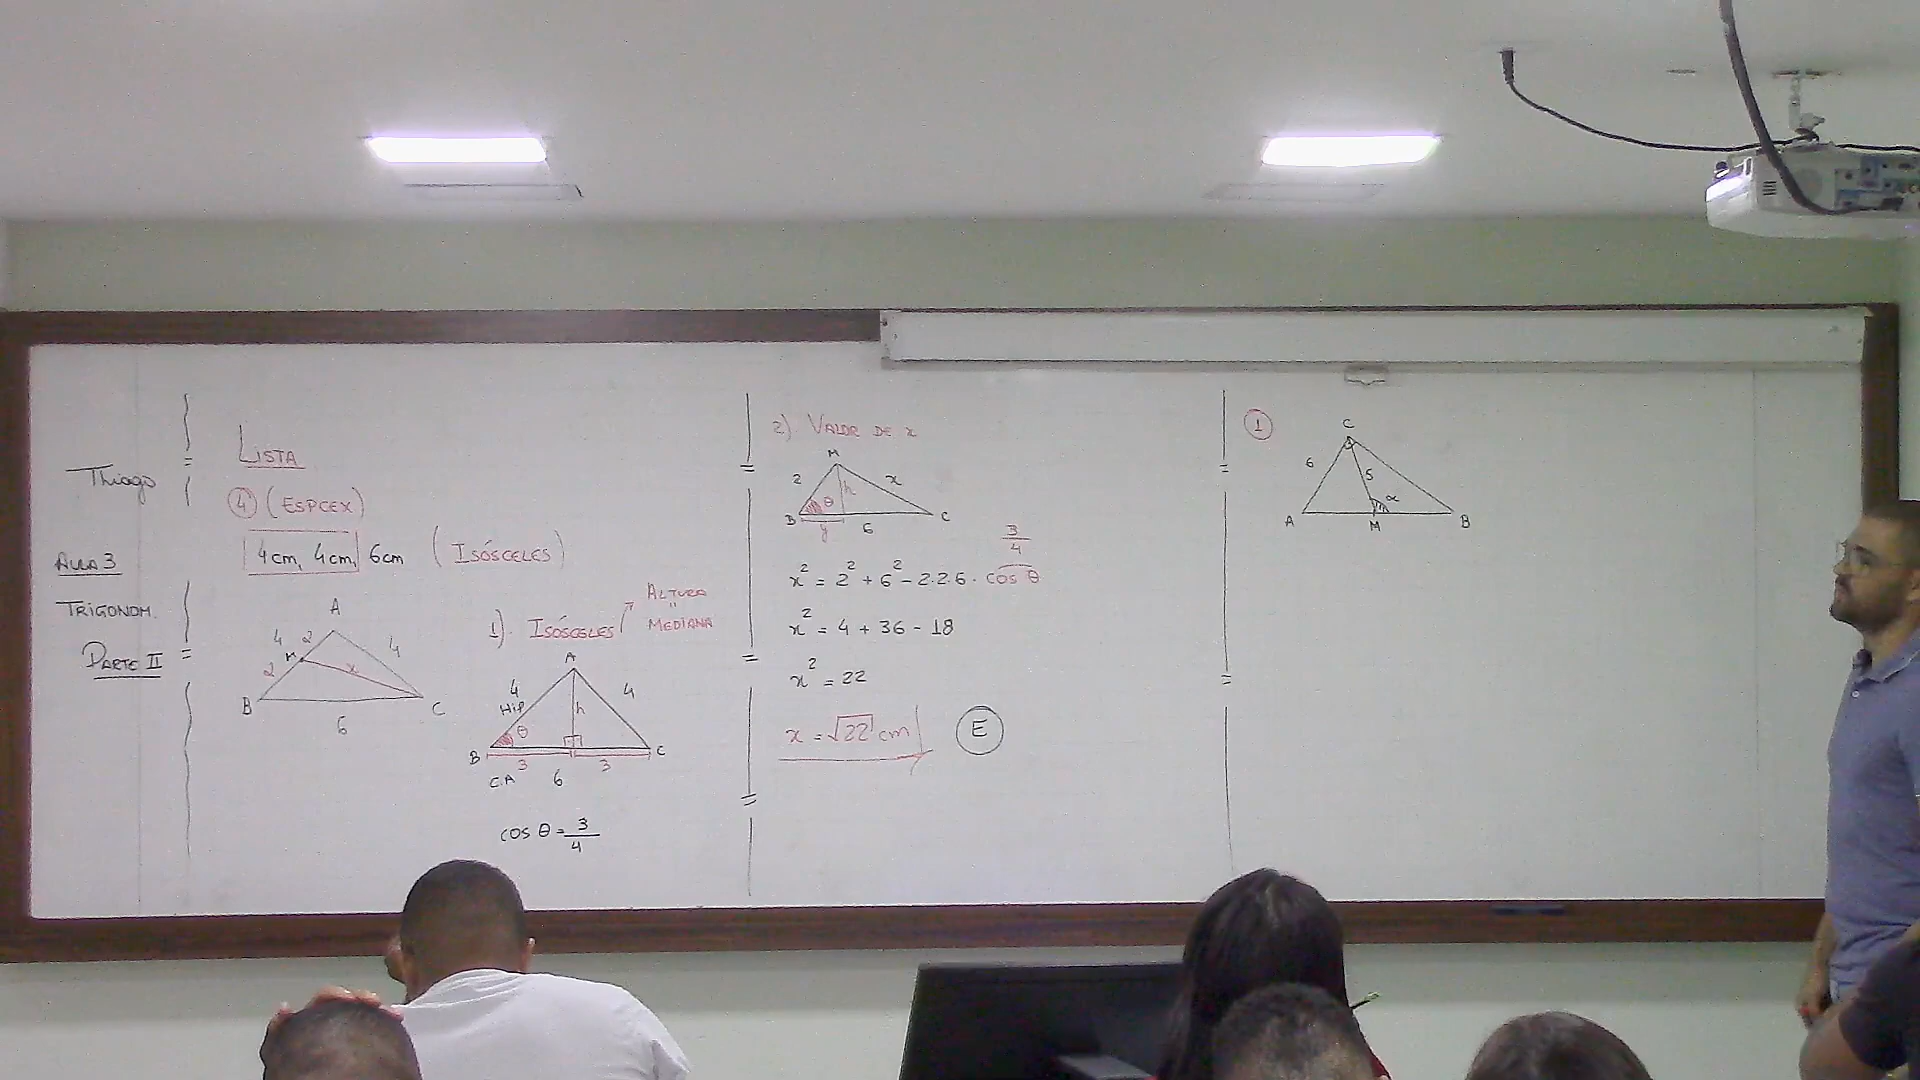 Thiago
AULA 3
TRIGONOM.
PARTE II
LISTA
4 (ESPCEX)
4cm, 4cm, 6cm (ISÓSCELES)
A
4 2 4
M
2 x
B C
6
1). ISÓSCELES
ALTURA
"
MEDIANA
A
4 4
Hip h
θ
B C
3 3
C.A 6
cos θ = 3/4
2). VALOR DE x
M
2 h x
θ
B C
y 6
3/4
x² = 2² + 6² - 2.2.6. cos θ
x² = 4 + 36 - 18
x² = 22
x = √22 cm E
1
C
6 5
α
A M B